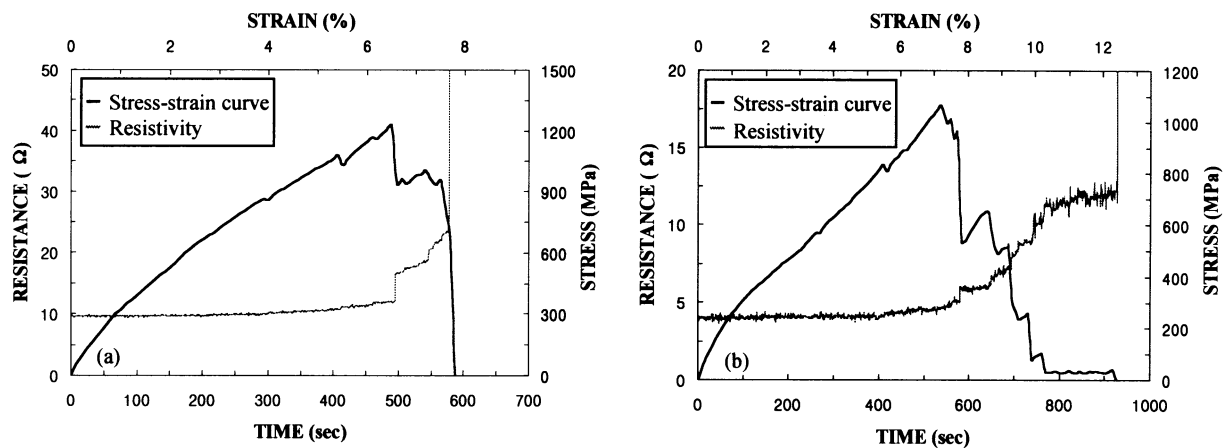 STRAIN (%)
0 2 4 6 8
50 1500
40 1200
30 900
20 600
10 300
0 0
Stress-strain curve
Resistivity
RESISTANCE ( Ω )
STRESS (MPa)
(a)
0 100 200 300 400 500 600 700
TIME (sec)
STRAIN (%)
0 2 4 6 8 10 12
20 1200
1000
15
800
10 600
400
5
200
0 0
Stress-strain curve
Resistivity
RESISTANCE ( Ω )
STRESS (MPa)
(b)
0 200 400 600 800 1000
TIME (sec)